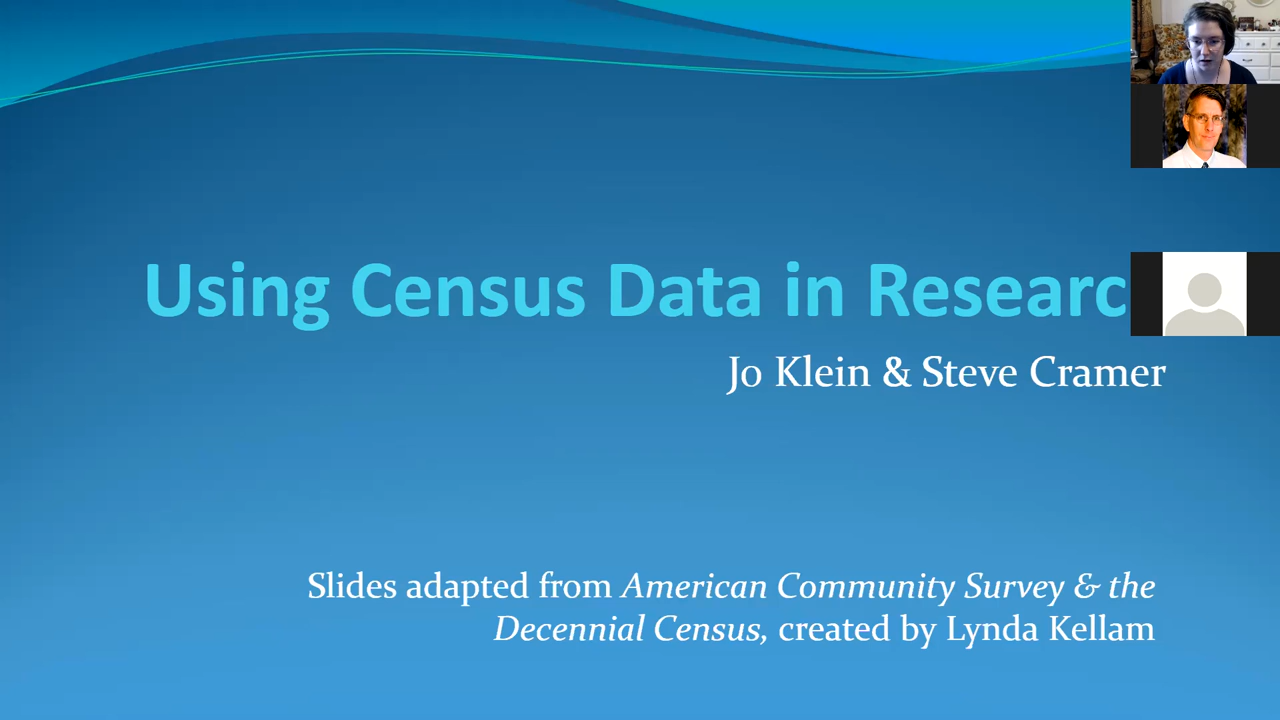 Using Census Data in Researc
Jo Klein & Steve Cramer
Slides adapted from American Community Survey & the
Decennial Census, created by Lynda Kellam